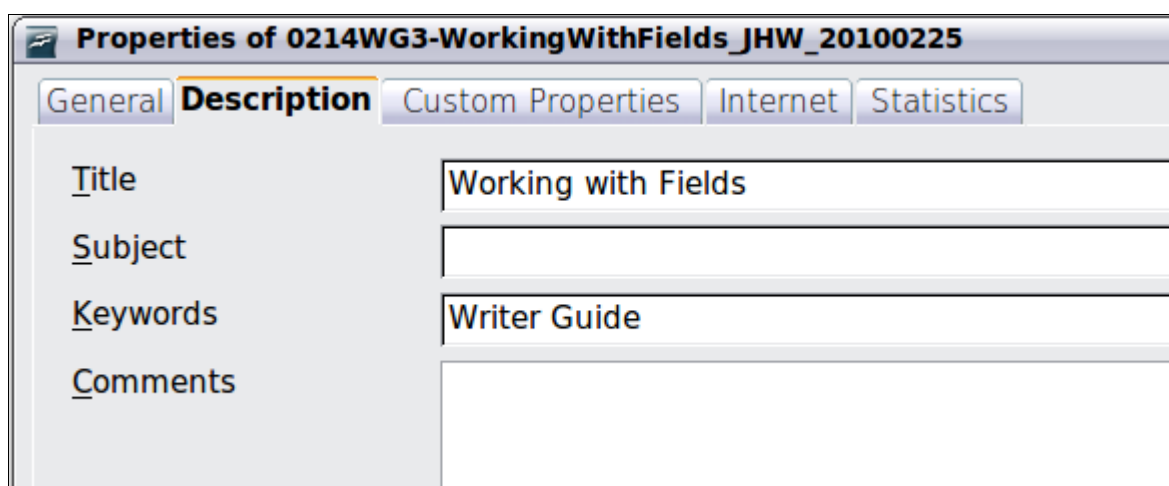 Properties of 0214WG3-WorkingWithFields_JHW_20100225
General Description Custom Properties Internet Statistics
Title Working with Fields
Subject
Keywords Writer Guide
Comments